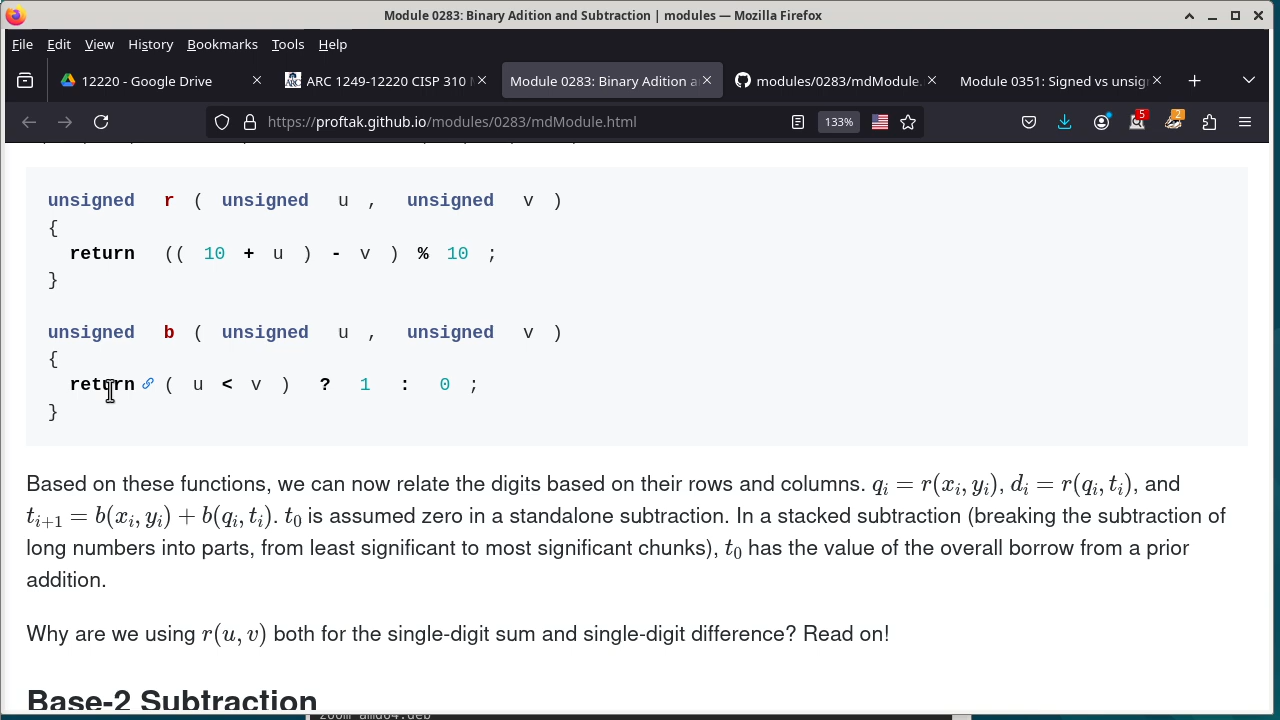 Module 0283: Binary Adition and Subtraction | modules — Mozilla Firefox
File Edit View History Bookmarks Tools Help
12220 - Google Drive ARC 1249-12220 CISP 310 Module 0283: Binary Adition a modules/0283/mdModule. Module 0351: Signed vs unsig
https://proftak.github.io/modules/0283/mdModule.html 133% 5 2
unsigned r ( unsigned u , unsigned v )
{
return (( 10 + u ) - v ) % 10 ;
}
unsigned b ( unsigned u , unsigned v )
{
return ( u < v ) ? 1 : 0 ;
}
Based on these functions, we can now relate the digits based on their rows and columns. qᵢ = r(xᵢ, yᵢ), dᵢ = r(qᵢ, tᵢ), and
tᵢ₊₁ = b(xᵢ, yᵢ) + b(qᵢ, tᵢ). t₀ is assumed zero in a standalone subtraction. In a stacked subtraction (breaking the subtraction of
long numbers into parts, from least significant to most significant chunks), t₀ has the value of the overall borrow from a prior
addition.
Why are we using r(u, v) both for the single-digit sum and single-digit difference? Read on!
Base-2 Subtraction
zoom amd64.deb